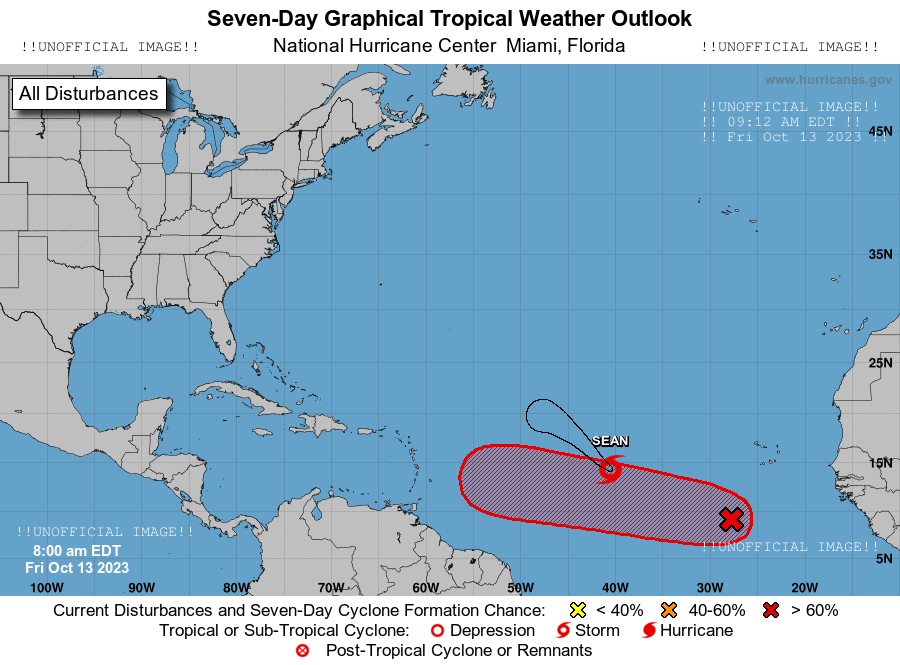 Seven-Day Graphical Tropical Weather Outlook
!!UNOFFICIAL IMAGE!! National Hurricane Center Miami, Florida !!UNOFFICIAL IMAGE!!
www.hurricanes.gov
All Disturbances
!!UNOFFICIAL IMAGE!!
!! 09:12 AM EDT !!
!! Fri Oct 13 2023 !!
45N
35N
25N
SEAN
15N
!!UNOFFICIAL IMAGE!!
8:00 am EDT
Fri Oct 13 2023
!!UNOFFICIAL IMAGE!!
5N
100W 90W 80W 70W 60W 50W 40W 30W 20W
Current Disturbances and Seven-Day Cyclone Formation Chance: < 40% 40-60% > 60%
Tropical or Sub-Tropical Cyclone: Depression Storm Hurricane
Post-Tropical Cyclone or Remnants